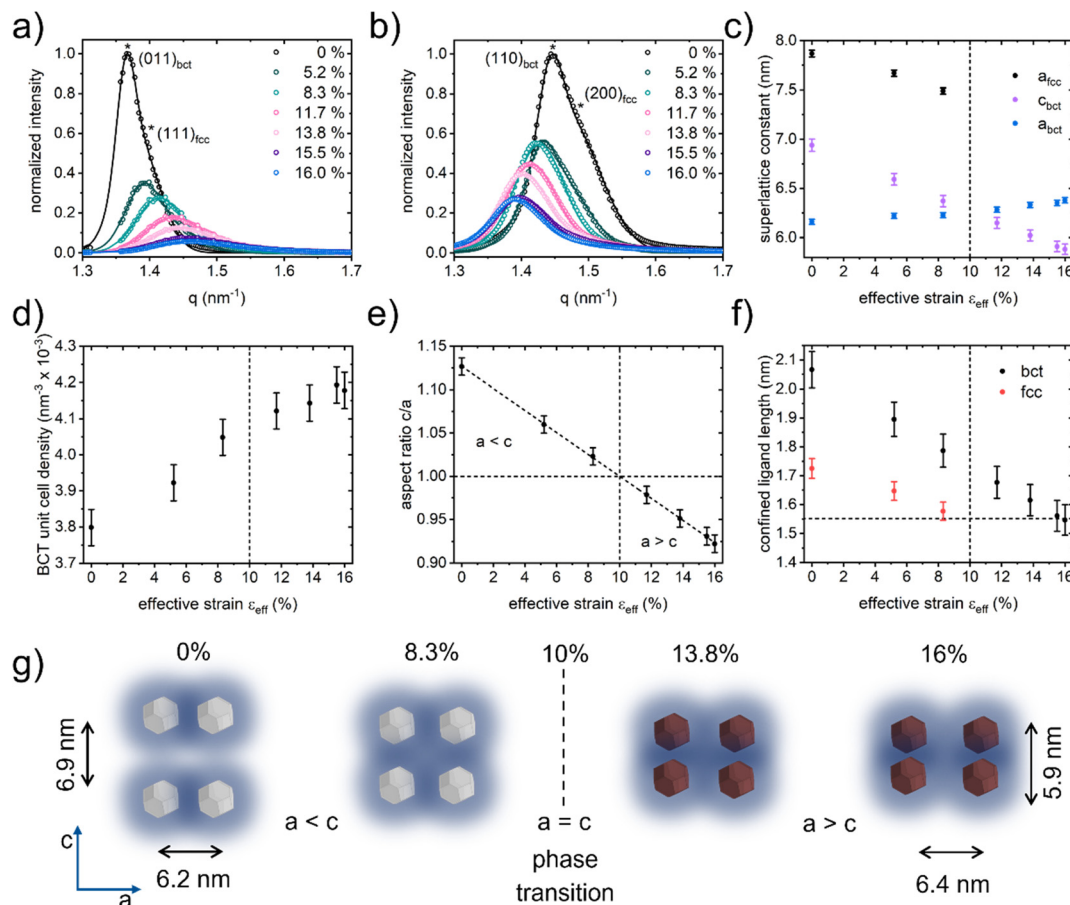 a)
* (011)bct
* (111)fcc
0 %
5.2 %
8.3 %
11.7 %
13.8 %
15.5 %
16.0 %
normalized intensity
1.0
0.8
0.6
0.4
0.2
0.0
1.3 1.4 1.5 1.6 1.7
q (nm⁻¹)
b)
(110)bct *
* (200)fcc
0 %
5.2 %
8.3 %
11.7 %
13.8 %
15.5 %
16.0 %
normalized intensity
1.0
0.8
0.6
0.4
0.2
0.0
1.3 1.4 1.5 1.6 1.7
q (nm⁻¹)
c)
superlattice constant (nm)
8.0
7.5
7.0
6.5
6.0
afcc
cbct
abct
0 2 4 6 8 10 12 14 16
effective strain εeff (%)
d)
BCT unit cell density (nm⁻³ x 10⁻³)
4.3
4.2
4.1
4.0
3.9
3.8
3.7
0 2 4 6 8 10 12 14 16
effective strain εeff (%)
e)
aspect ratio c/a
1.15
1.10
1.05
1.00
0.95
0.90
a < c
a > c
0 2 4 6 8 10 12 14 16
effective strain εeff (%)
f)
confined ligand length (nm)
2.1
2.0
1.9
1.8
1.7
1.6
1.5
1.4
bct
fcc
0 2 4 6 8 10 12 14 16
effective strain εeff (%)
g)
0% 8.3% 10% 13.8% 16%
6.9 nm
5.9 nm
a < c a = c a > c
c
a
6.2 nm
phase
transition
6.4 nm